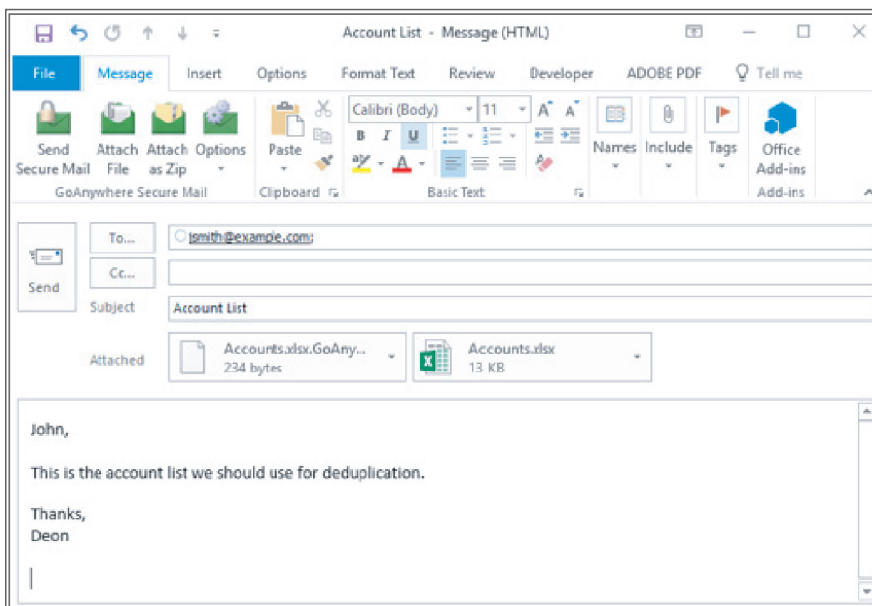 Account List - Message (HTML)
File Message Insert Options Format Text Review Developer ADOBE PDF Tell me
Calibri (Body) 11 A A
B I U
Send Secure Mail
Attach File
Attach as Zip
Options
Paste
ab A
Names
Include
Tags
Office Add-ins
GoAnywhere Secure Mail Clipboard Basic Text Add-ins
Send
To... jsmith@example.com;
Cc...
Subject Account List
Attached
Accounts.xlsx.GoAny...
234 bytes
Accounts.xlsx
13 KB
John,
This is the account list we should use for deduplication.
Thanks,
Deon